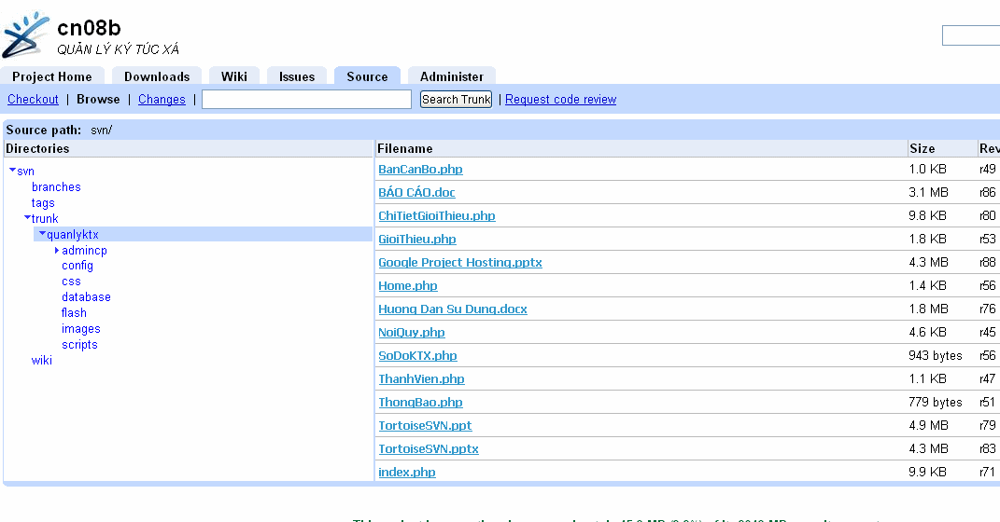 cn08b
QUẢN LÝ KÝ TÚC XÁ
Project Home Downloads Wiki Issues Source Administer
Checkout | Browse | Changes | Search Trunk | Request code review
Source path: svn/
Directories Filename Size Rev
svn
branches
tags
trunk
quanlyktx
admincp
config
css
database
flash
images
scripts
wiki
BanCanBo.php 1.0 KB r49
BÁO CÁO.doc 3.1 MB r86
ChiTietGioiThieu.php 9.8 KB r80
GioiThieu.php 1.8 KB r53
Google Project Hosting.pptx 4.3 MB r88
Home.php 1.4 KB r56
Huong Dan Su Dung.docx 1.8 MB r76
NoiQuy.php 4.6 KB r45
SoDoKTX.php 943 bytes r56
ThanhVien.php 1.1 KB r47
ThongBao.php 779 bytes r51
TortoiseSVN.ppt 4.9 MB r79
TortoiseSVN.pptx 4.3 MB r83
index.php 9.9 KB r71